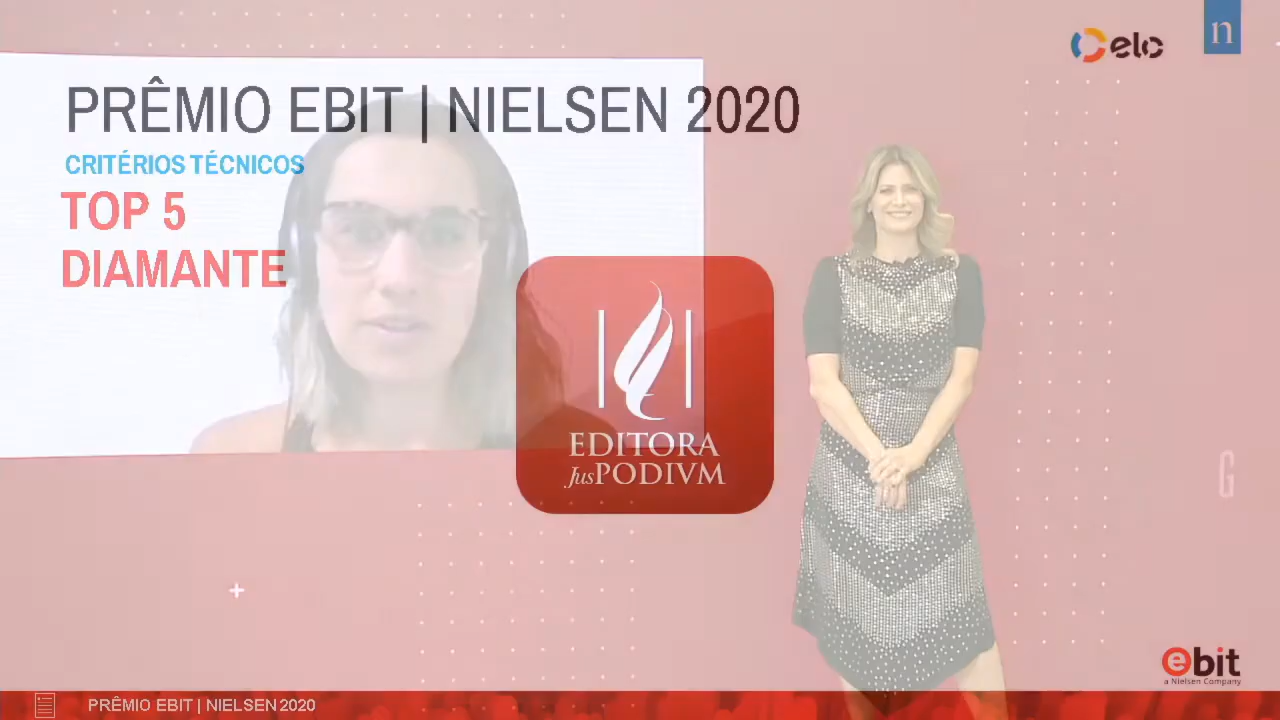 elo
n
PRÊMIO EBIT | NIELSEN 2020
CRITÉRIOS TÉCNICOS
TOP 5
DIAMANTE
EDITORA
JusPODIVM
G
ebit
a Nielsen Company
PRÊMIO EBIT | NIELSEN 2020